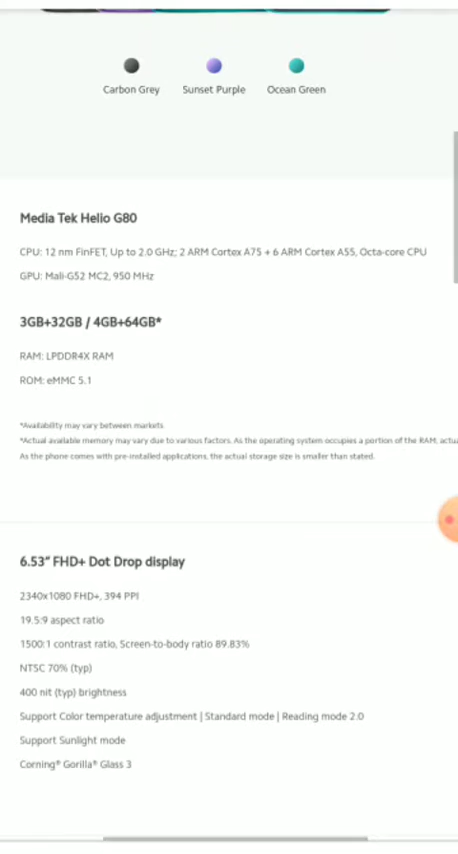 Carbon Grey Sunset Purple Ocean Green
Media Tek Helio G80
CPU: 12 nm FinFET, Up to 2.0 GHz; 2 ARM Cortex A75 + 6 ARM Cortex A55, Octa-core CPU
GPU: Mali-G52 MC2, 950 MHz
3GB+32GB / 4GB+64GB*
RAM: LPDDR4X RAM
ROM: eMMC 5.1
*Availability may vary between markets
*Actual available memory may vary due to various factors. As the operating system occupies a portion of the RAM, actua
As the phone comes with pre-installed applications, the actual storage size is smaller than stated.
6.53” FHD+ Dot Drop display
2340x1080 FHD+, 394 PPI
19.5:9 aspect ratio
1500:1 contrast ratio, Screen-to-body ratio 89.83%
NTSC 70% (typ)
400 nit (typ) brightness
Support Color temperature adjustment | Standard mode | Reading mode 2.0
Support Sunlight mode
Corning® Gorilla® Glass 3